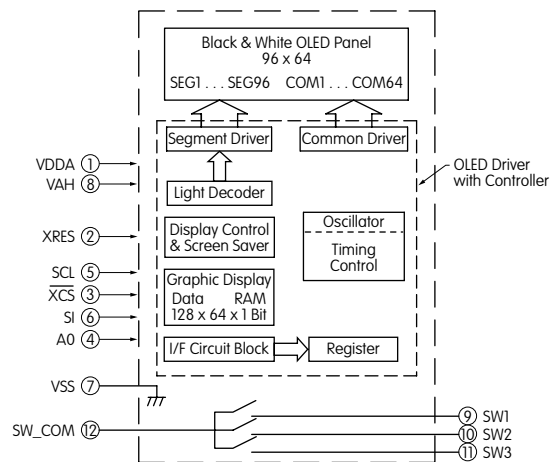 Black & White OLED Panel
96 x 64
SEG1 . . . SEG96 COM1 . . . COM64
Segment Driver
Common Driver
VDDA ①
VAH ⑧
OLED Driver
with Controller
Light Decoder
XRES ②
Display Control
& Screen Saver
Oscillator
Timing
Control
SCL ⑤
XCS ③
SI ⑥
A0 ④
Graphic Display
Data RAM
128 x 64 x 1 Bit
I/F Circuit Block
Register
VSS ⑦
SW_COM ⑫
⑨ SW1
⑩ SW2
⑪ SW3